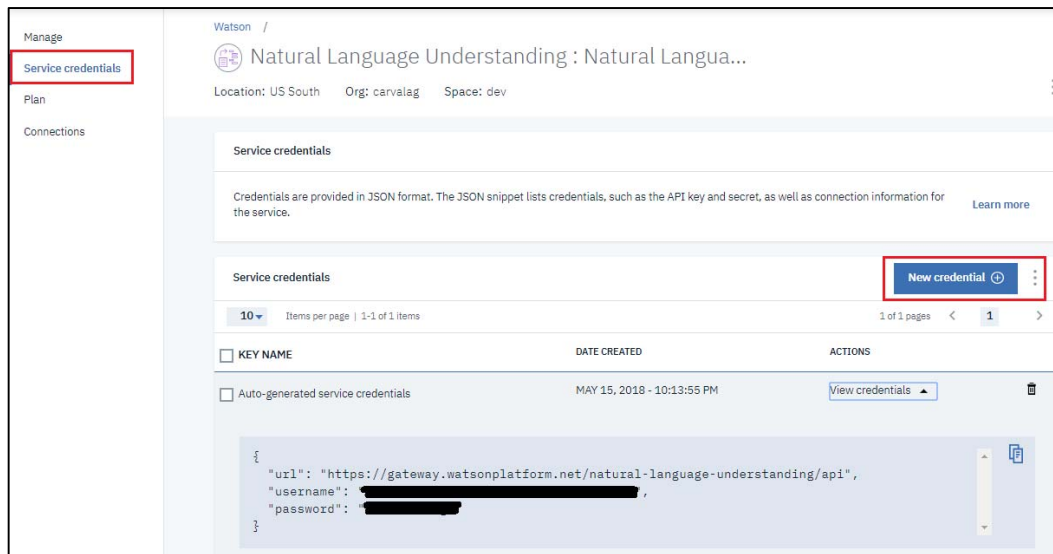 Manage
Service credentials
Plan
Connections
Watson /
Natural Language Understanding : Natural Langua...
Location: US South Org: carvalag Space: dev
Service credentials
Credentials are provided in JSON format. The JSON snippet lists credentials, such as the API key and secret, as well as connection information for
the service.
Learn more
Service credentials
New credential
10 Items per page | 1-1 of 1 items
1 of 1 pages < 1 >
KEY NAME DATE CREATED ACTIONS
Auto-generated service credentials MAY 15, 2018 - 10:13:55 PM View credentials
{
"url": "https://gateway.watsonplatform.net/natural-language-understanding/api",
"username": "",
"password": "
}